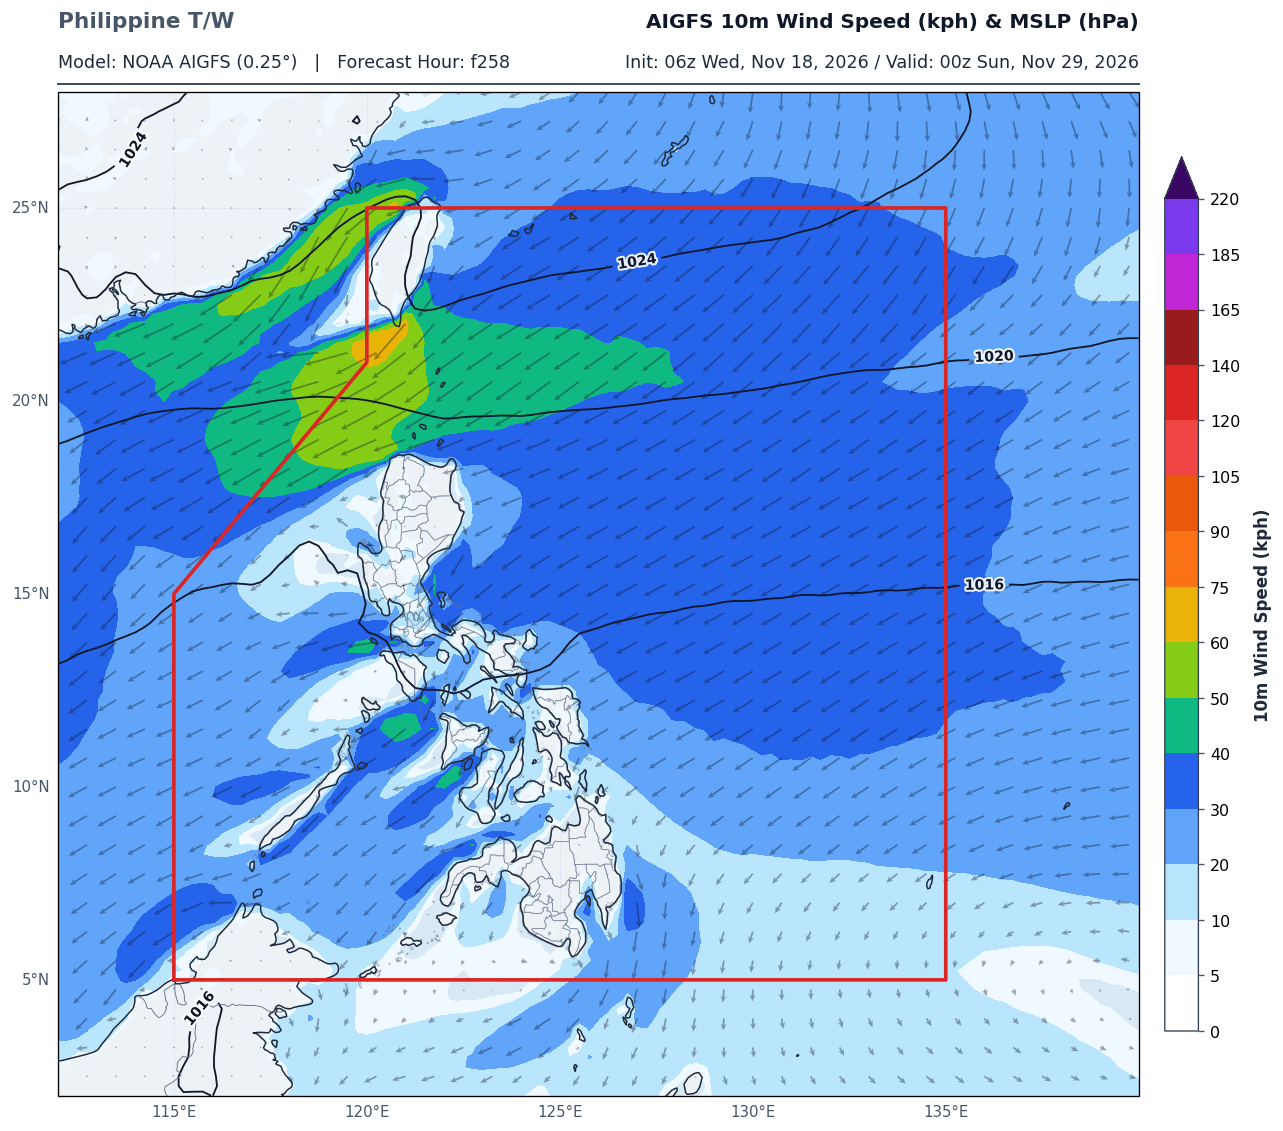 Philippine T/W
AIGFS 10m Wind Speed (kph) & MSLP (hPa)
Model: NOAA AIGFS (0.25°)   |   Forecast Hour: f258
Init: 06z Wed, Nov 18, 2026 / Valid: 00z Sun, Nov 29, 2026
1024
1024
1020
1016
1016
25°N
20°N
15°N
10°N
5°N
115°E
120°E
125°E
130°E
135°E
220
185
165
140
120
105
90
75
60
50
40
30
20
10
5
0
10m Wind Speed (kph)